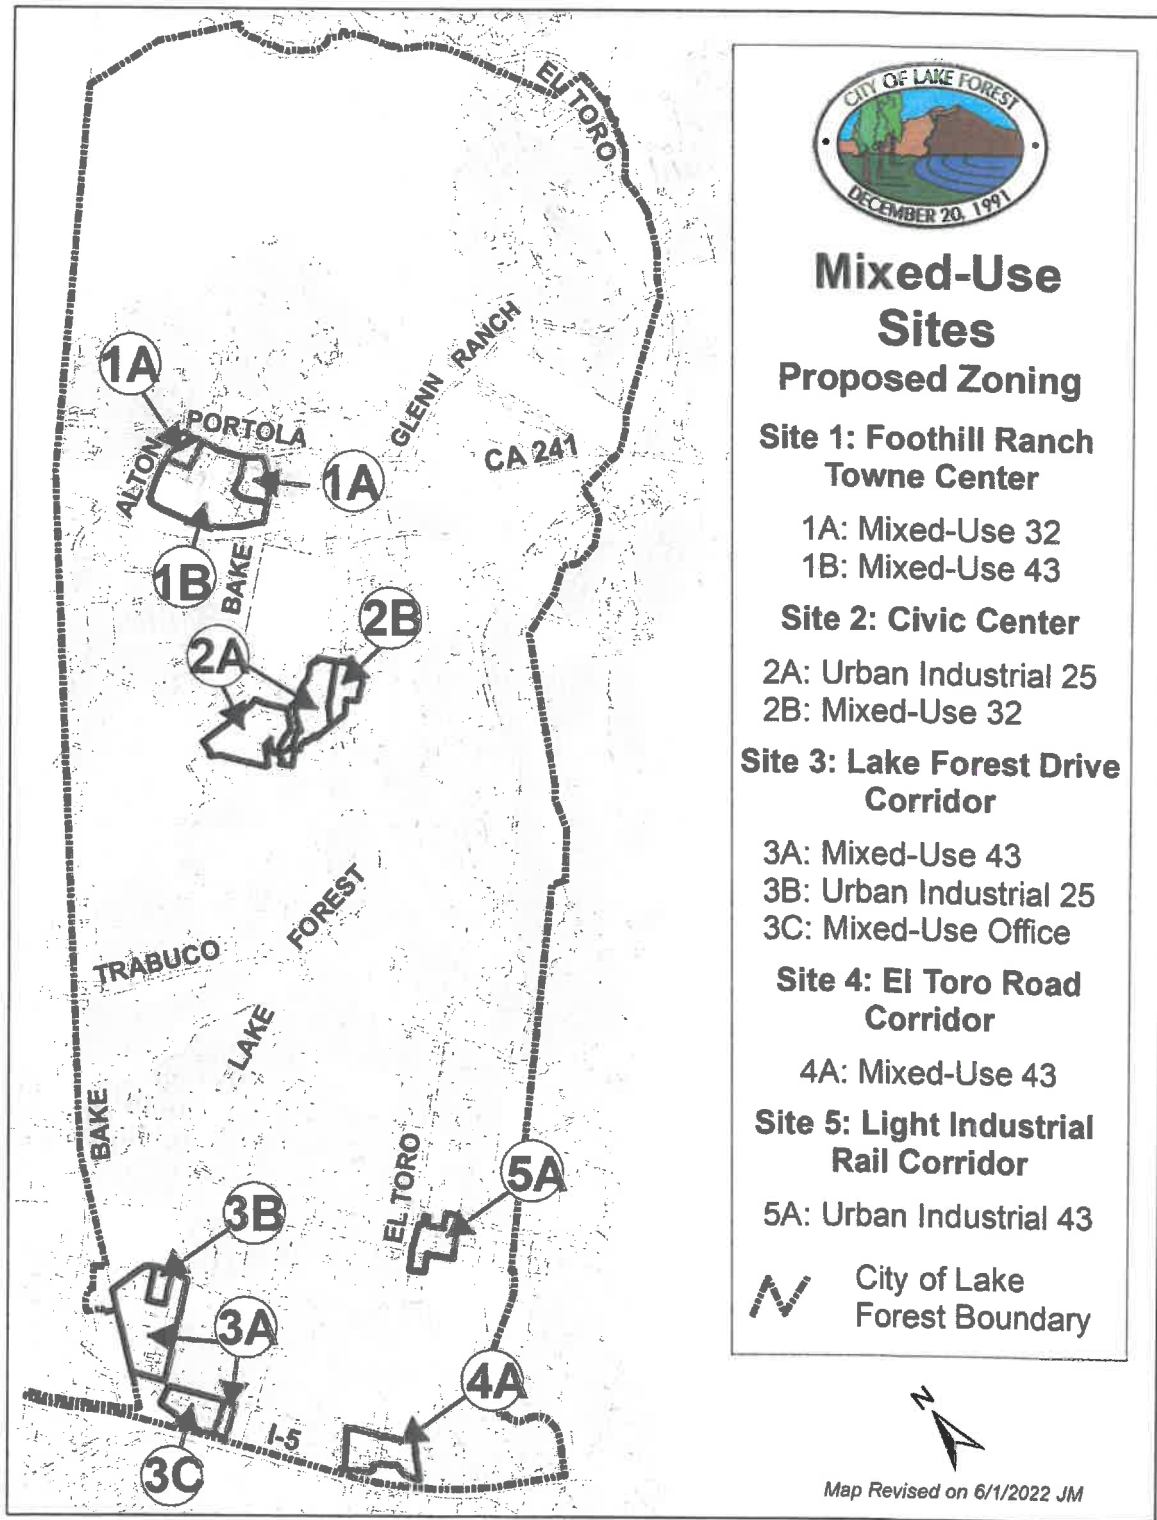 EL TORO
GLENN RANCH
CA 241
1A
PORTOLA
ALTON
1A
1B
BAKE
2B
2A
FOREST
TRABUCO
LAKE
BAKE
EL TORO
5A
3B
3A
4A
I-5
3C
CITY OF LAKE FOREST
DECEMBER 20, 1991
Mixed-Use
Sites
Proposed Zoning
Site 1: Foothill Ranch
Towne Center
1A: Mixed-Use 32
1B: Mixed-Use 43
Site 2: Civic Center
2A: Urban Industrial 25
2B: Mixed-Use 32
Site 3: Lake Forest Drive
Corridor
3A: Mixed-Use 43
3B: Urban Industrial 25
3C: Mixed-Use Office
Site 4: El Toro Road
Corridor
4A: Mixed-Use 43
Site 5: Light Industrial
Rail Corridor
5A: Urban Industrial 43
City of Lake
Forest Boundary
N
Map Revised on 6/1/2022 JM